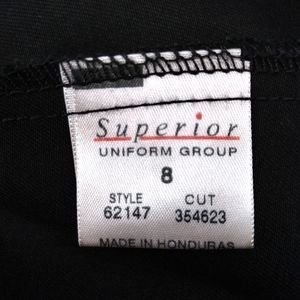 Superior
UNIFORM GROUP
8
STYLE CUT
62147 354623
MADE IN HONDURAS